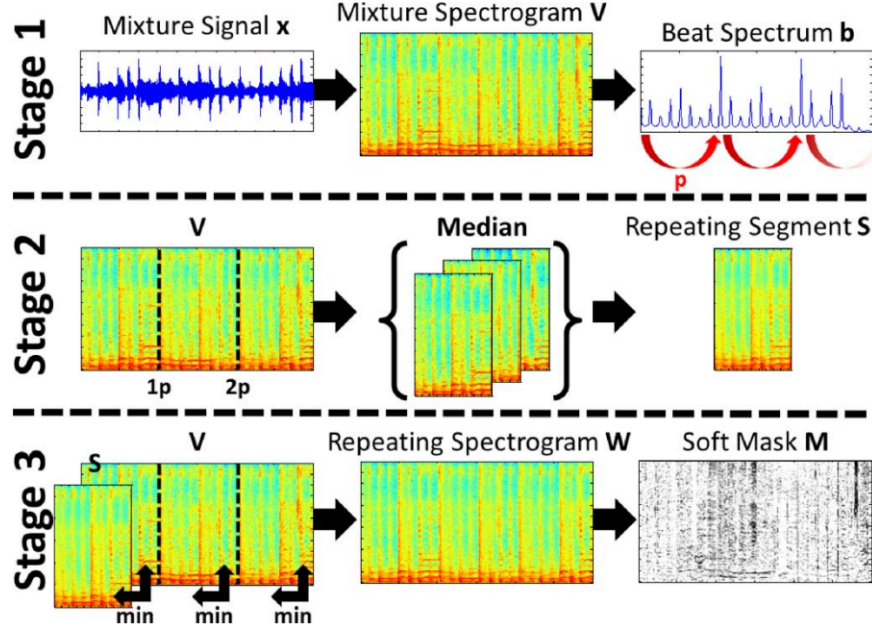 Stage 1
Mixture Signal x
Mixture Spectrogram V
Beat Spectrum b
p
Stage 2
V
Median
Repeating Segment S
1p
2p
Stage 3
S
V
Repeating Spectrogram W
Soft Mask M
min
min
min